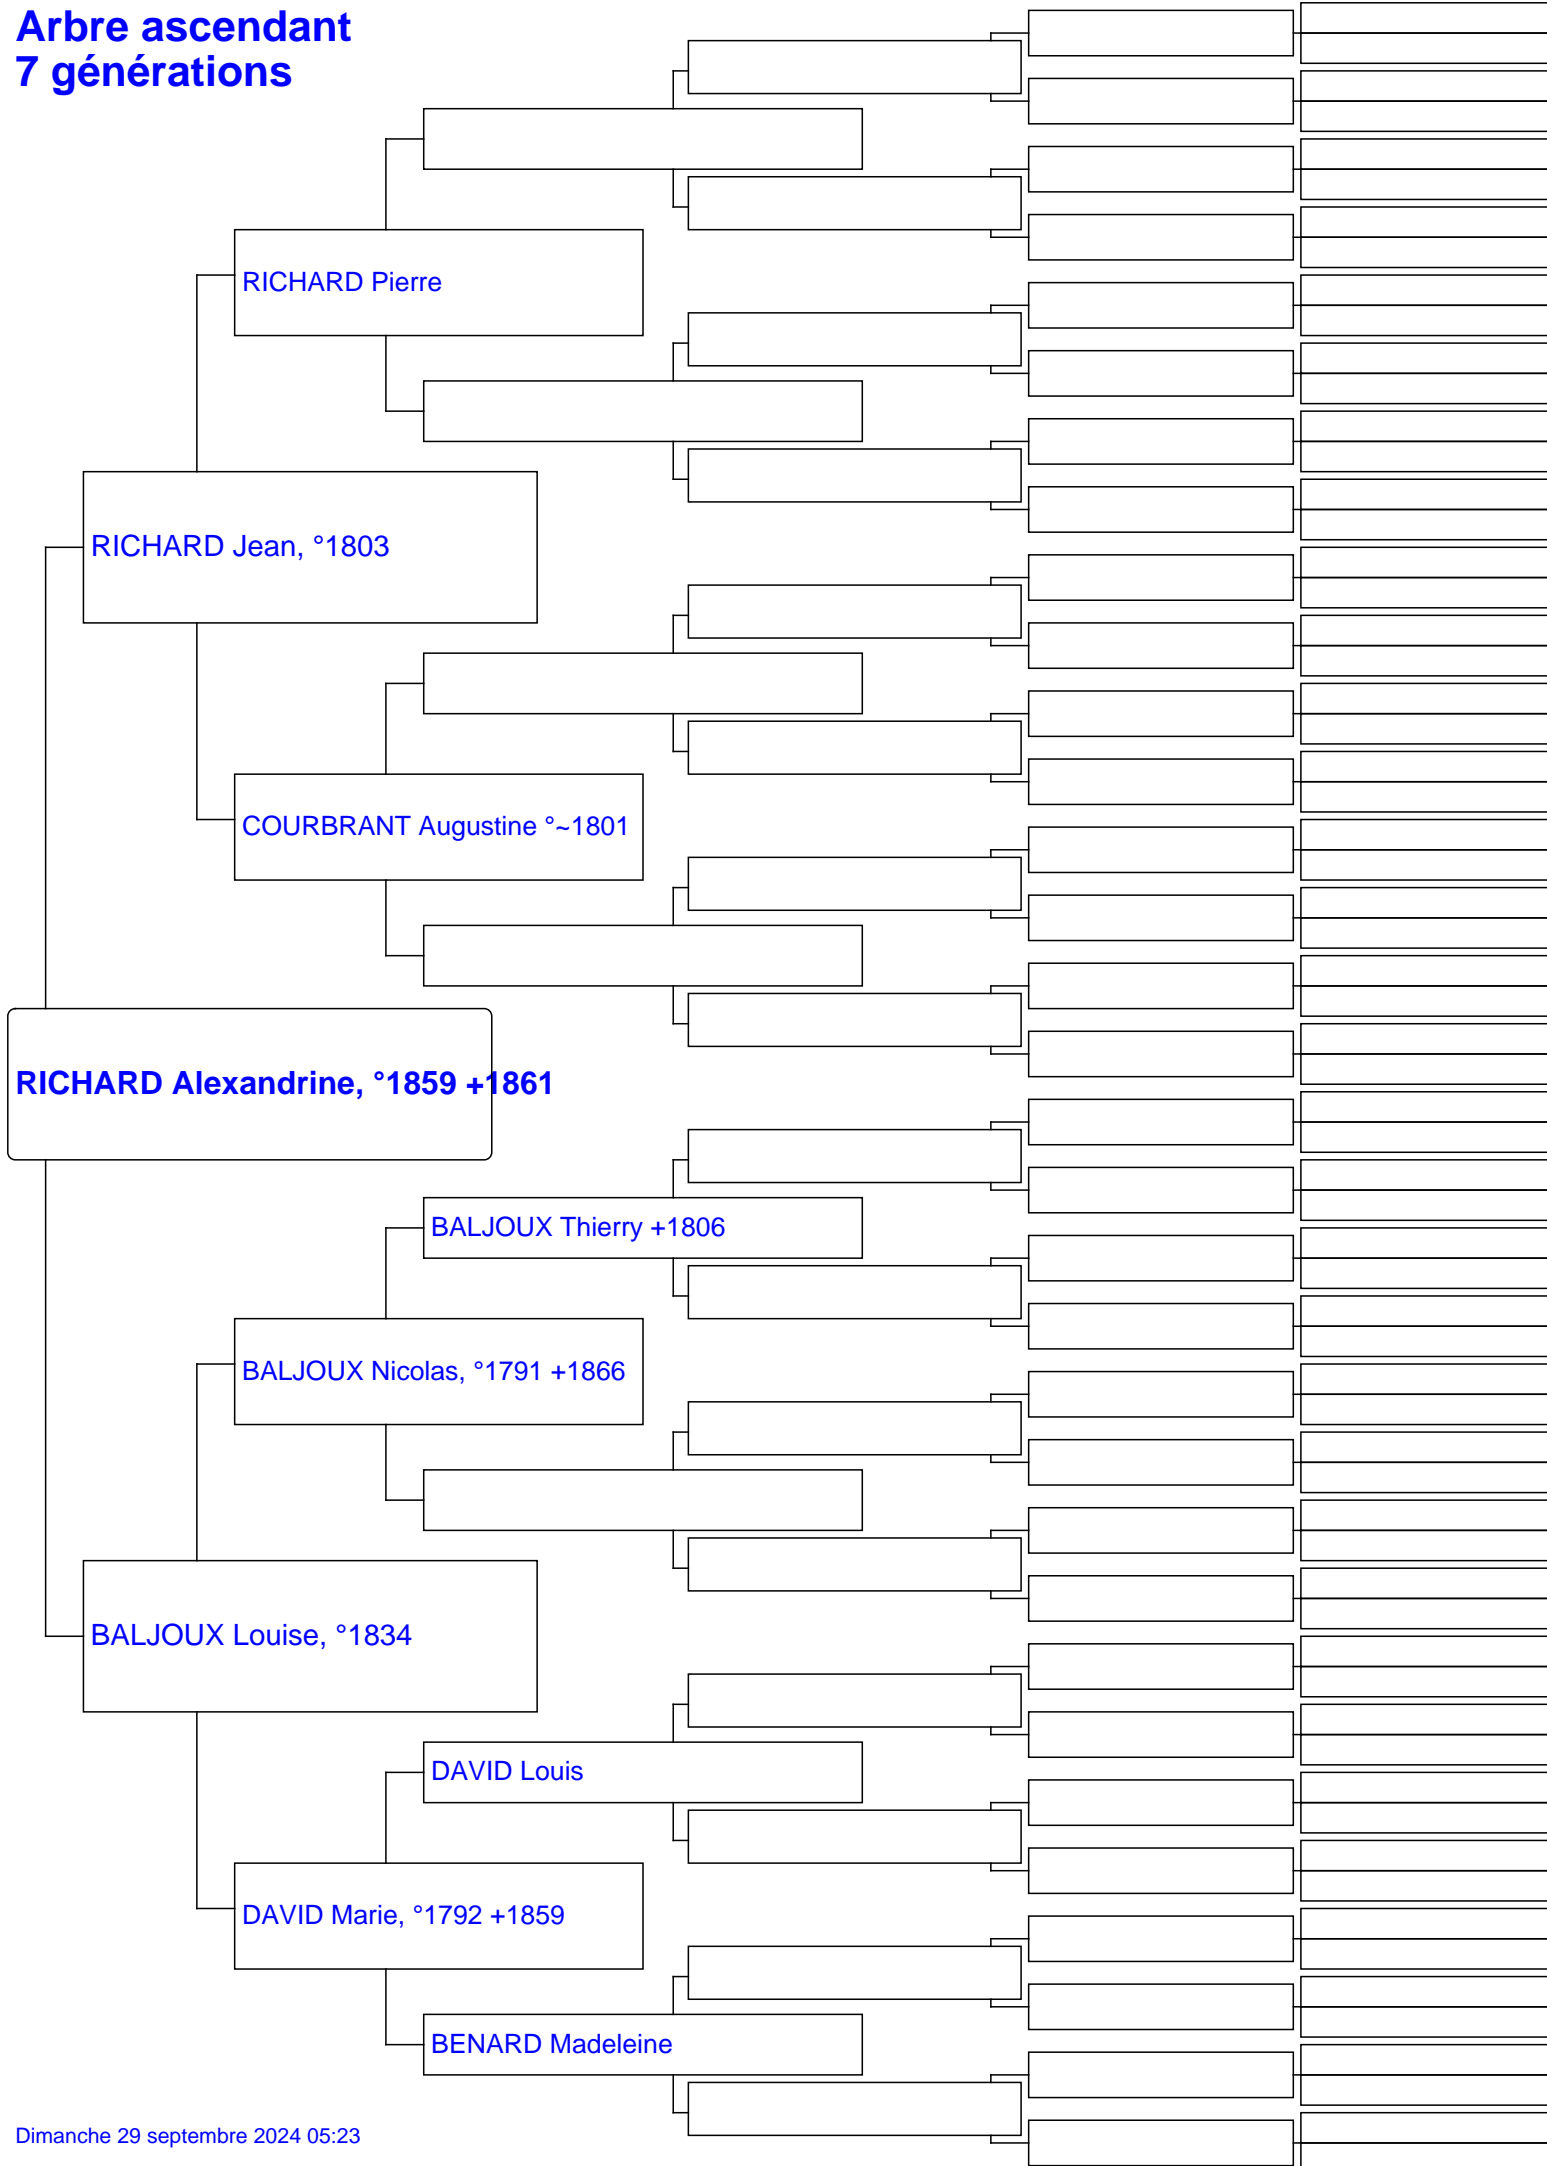 Arbre ascendant
7 générations
RICHARD Pierre
RICHARD Jean, °1803
COURBRANT Augustine °~1801
RICHARD Alexandrine, °1859 +1861
BALJOUX Thierry +1806
BALJOUX Nicolas, °1791 +1866
BALJOUX Louise, °1834
DAVID Louis
DAVID Marie, °1792 +1859
BENARD Madeleine
Dimanche 29 septembre 2024 05:23